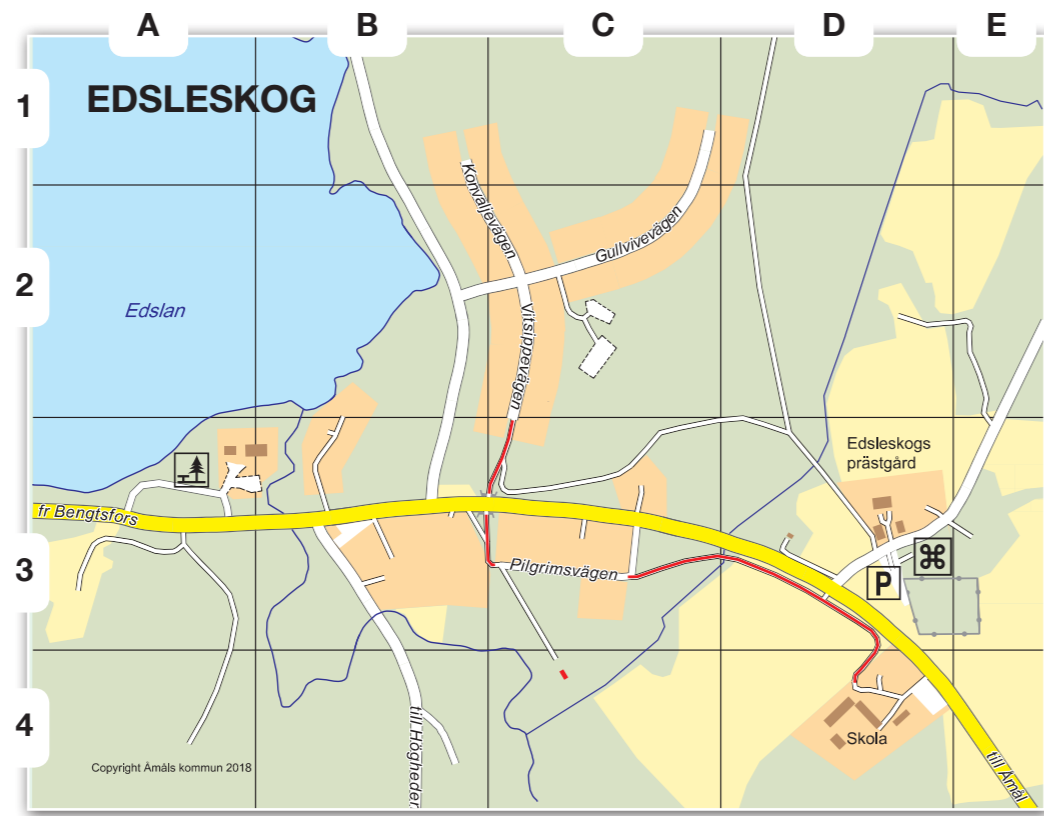 A
B
C
D
E
1
EDSLESKOG
Konvaljevägen
Gullvivevägen
2
Edslan
Vitsippevägen
Edsleskogs
prästgård
fr Bengtsfors
3
Pilgrimsvägen
P
⌘
4
till Högheden
Skola
till Åmål
Copyright Åmåls kommun 2018